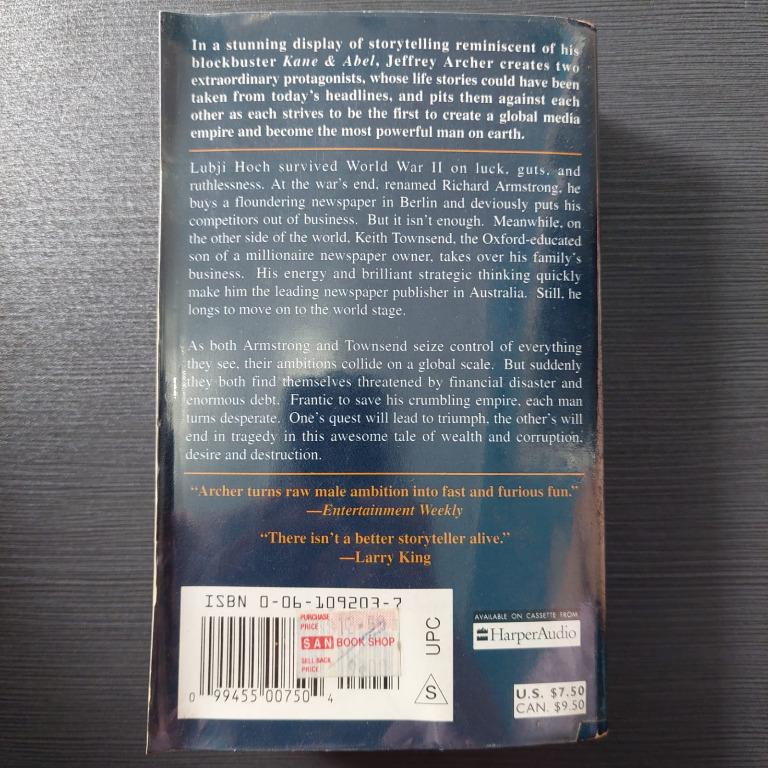 In a stunning display of storytelling reminiscent of his
blockbuster Kane & Abel, Jeffrey Archer creates two
extraordinary protagonists, whose life stories could have been
taken from today's headlines, and pits them against each
other as each strives to be the first to create a global media
empire and become the most powerful man on earth.
Lubji Hoch survived World War II on luck, guts, and
ruthlessness. At the war's end, renamed Richard Armstrong, he
buys a floundering newspaper in Berlin and deviously puts his
competitors out of business. But it isn't enough. Meanwhile, on
the other side of the world, Keith Townsend, the Oxford-educated
son of a millionaire newspaper owner, takes over his family's
business. His energy and brilliant strategic thinking quickly
make him the leading newspaper publisher in Australia. Still, he
longs to move on to the world stage.
As both Armstrong and Townsend seize control of everything
they see, their ambitions collide on a global scale. But suddenly
they both find themselves threatened by financial disaster and
enormous debt. Frantic to save his crumbling empire, each man
turns desperate. One's quest will lead to triumph, the other's will
end in tragedy in this awesome tale of wealth and corruption,
desire and destruction.
"Archer turns raw male ambition into fast and furious fun."
—Entertainment Weekly
"There isn't a better storyteller alive."
—Larry King
ISBN 0-06-109203-7
PURCHASE
PRICE
SAN BOOK SHOP
SELL BACK
PRICE
0 99455 00750 4
UPC
S
AVAILABLE ON CASSETTE FROM
HarperAudio
U.S. $7.50
CAN. $9.50